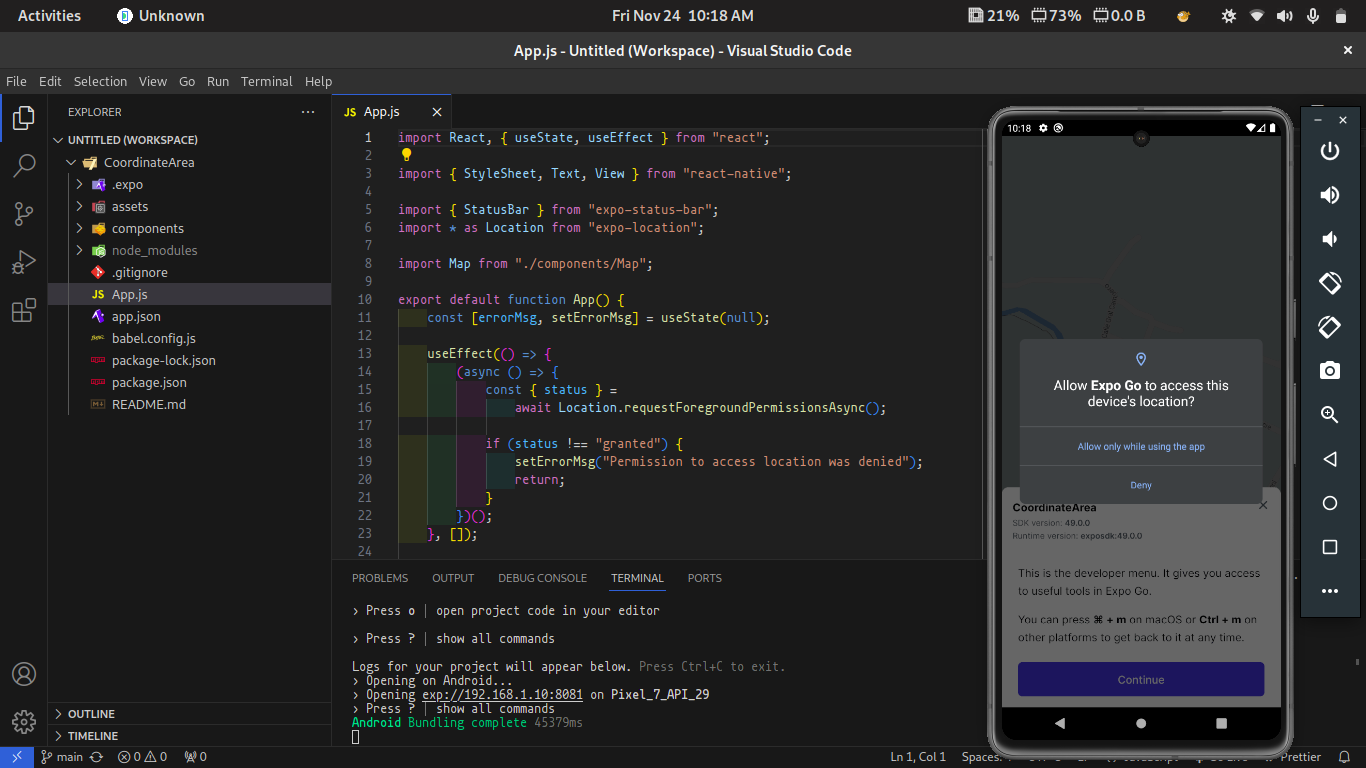 Activities Unknown Fri Nov 24 10:18 AM 21% 73% 0.0 B
App.js - Untitled (Workspace) - Visual Studio Code
File Edit Selection View Go Run Terminal Help
EXPLORER
UNTITLED (WORKSPACE)
CoordinateArea
.expo
assets
components
node_modules
.gitignore
JS App.js
app.json
babel.config.js
package-lock.json
package.json
README.md
OUTLINE
TIMELINE
JS App.js
1 import React, { useState, useEffect } from "react";
2
3 import { StyleSheet, Text, View } from "react-native";
4
5 import { StatusBar } from "expo-status-bar";
6 import * as Location from "expo-location";
7
8 import Map from "./components/Map";
9
10 export default function App() {
11 const [errorMsg, setErrorMsg] = useState(null);
12
13 useEffect(() => {
14 (async () => {
15 const { status } =
16 await Location.requestForegroundPermissionsAsync();
17
18 if (status !== "granted") {
19 setErrorMsg("Permission to access location was denied");
20 return;
21 }
22 })();
23 }, []);
24
PROBLEMS OUTPUT DEBUG CONSOLE TERMINAL PORTS
› Press o | open project code in your editor
› Press ? | show all commands
Logs for your project will appear below. Press Ctrl+C to exit.
› Opening on Android...
› Opening exp://192.168.1.10:8081 on Pixel_7_API_29
› Press ? | show all commands
Android Bundling complete 45379ms
10:18
Allow Expo Go to access this
device's location?
Allow only while using the app
Deny
CoordinateArea
SDK version: 49.0.0
Runtime version: exposdk:49.0.0
This is the developer menu. It gives you access
to useful tools in Expo Go.
You can press ⌘ + m on macOS or Ctrl + m on
other platforms to get back to it at any time.
Continue
main 0 0 0 Ln 1, Col 1 Spaces: Prettier